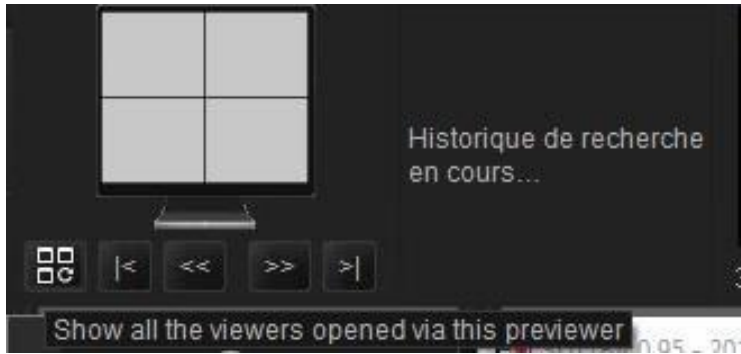 Historique de recherche
en cours...
|< << >> >|
Show all the viewers opened via this previewer